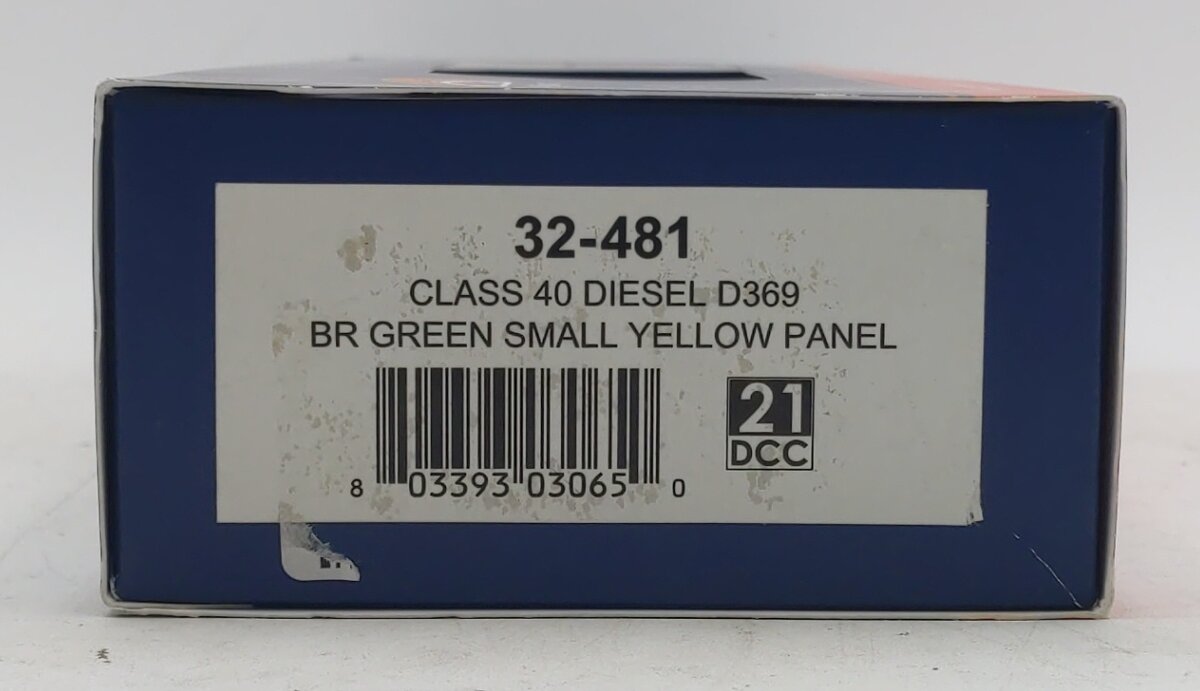 32-481
CLASS 40 DIESEL D369
BR GREEN SMALL YELLOW PANEL
21
DCC
8 03393 03065 0